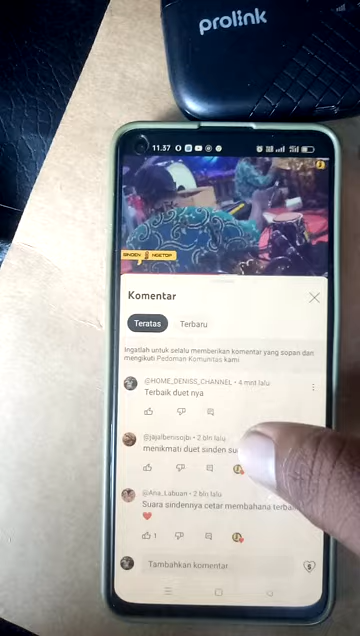 prolink
11.37
SINDEN NGETOP
Komentar
Teratas
Terbaru
Ingatlah untuk selalu memberikan komentar yang sopan dan
mengikuti Pedoman Komunitas kami
@HOME_DENISS_CHANNEL • 4 mnt lalu
Terbaik duet nya
2 bln lalu
menikmati duet sinden
@Ana_Labuan • 2 bln lalu
Suara sindennya cetar membahana
1
Tambahkan komentar